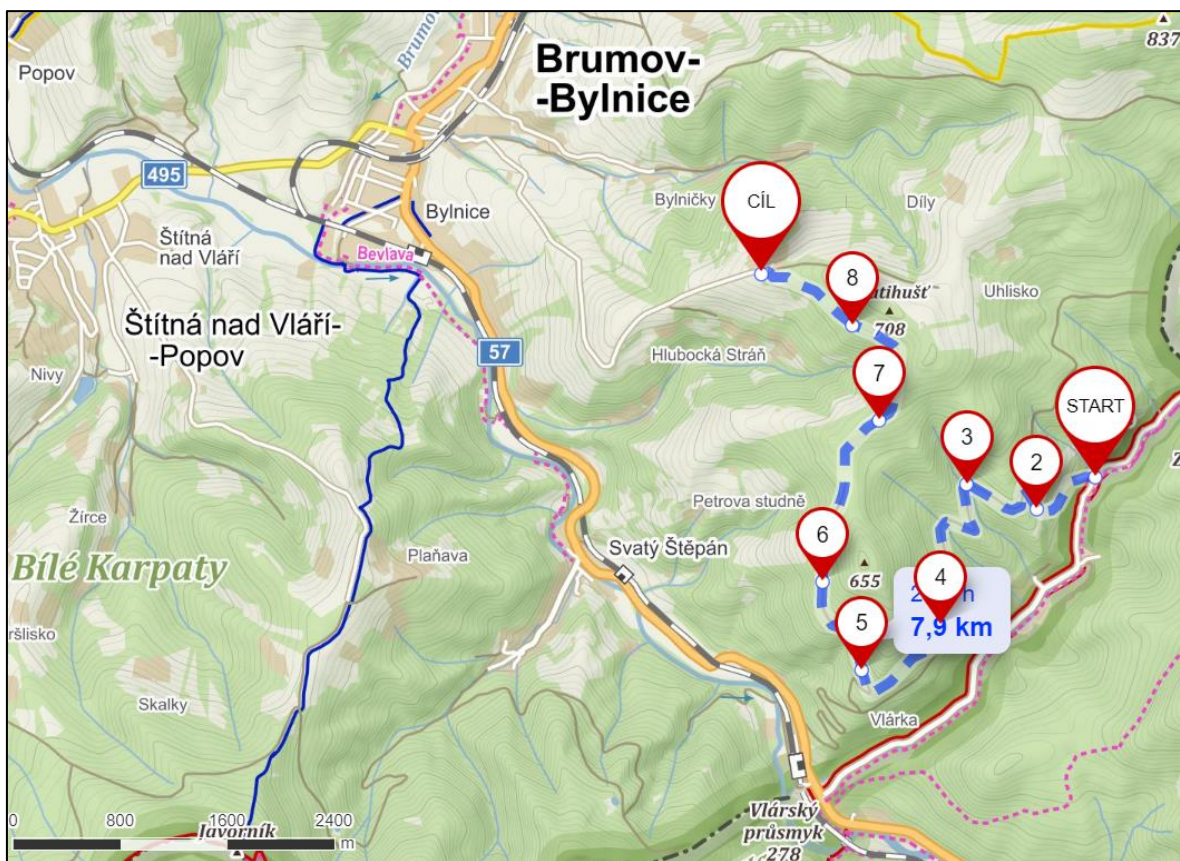 Popov
Brumov-
-Bylnice
837
495
Bylničky
CÍL
Díly
Štítná
nad Vláří
Bylnice
Bevlava
8
708
Uhlisko
Štítná nad Vláří-
-Popov
57
Hlubocká Stráň
Nivy
7
START
3
2
Petrova studně
Žírce
6
Svatý Štěpán
Plaňava
655
4
Bílé Karpaty
h
7,9 km
5
Skalky
Vlárka
0 800 1600 2400
m
Javorník
Vlárský
průsmyk
278